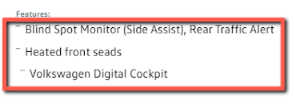 Features:
- Blind Spot Monitor (Side Assist), Rear Traffic Alert
- Heated front seads
- Volkswagen Digital Cockpit